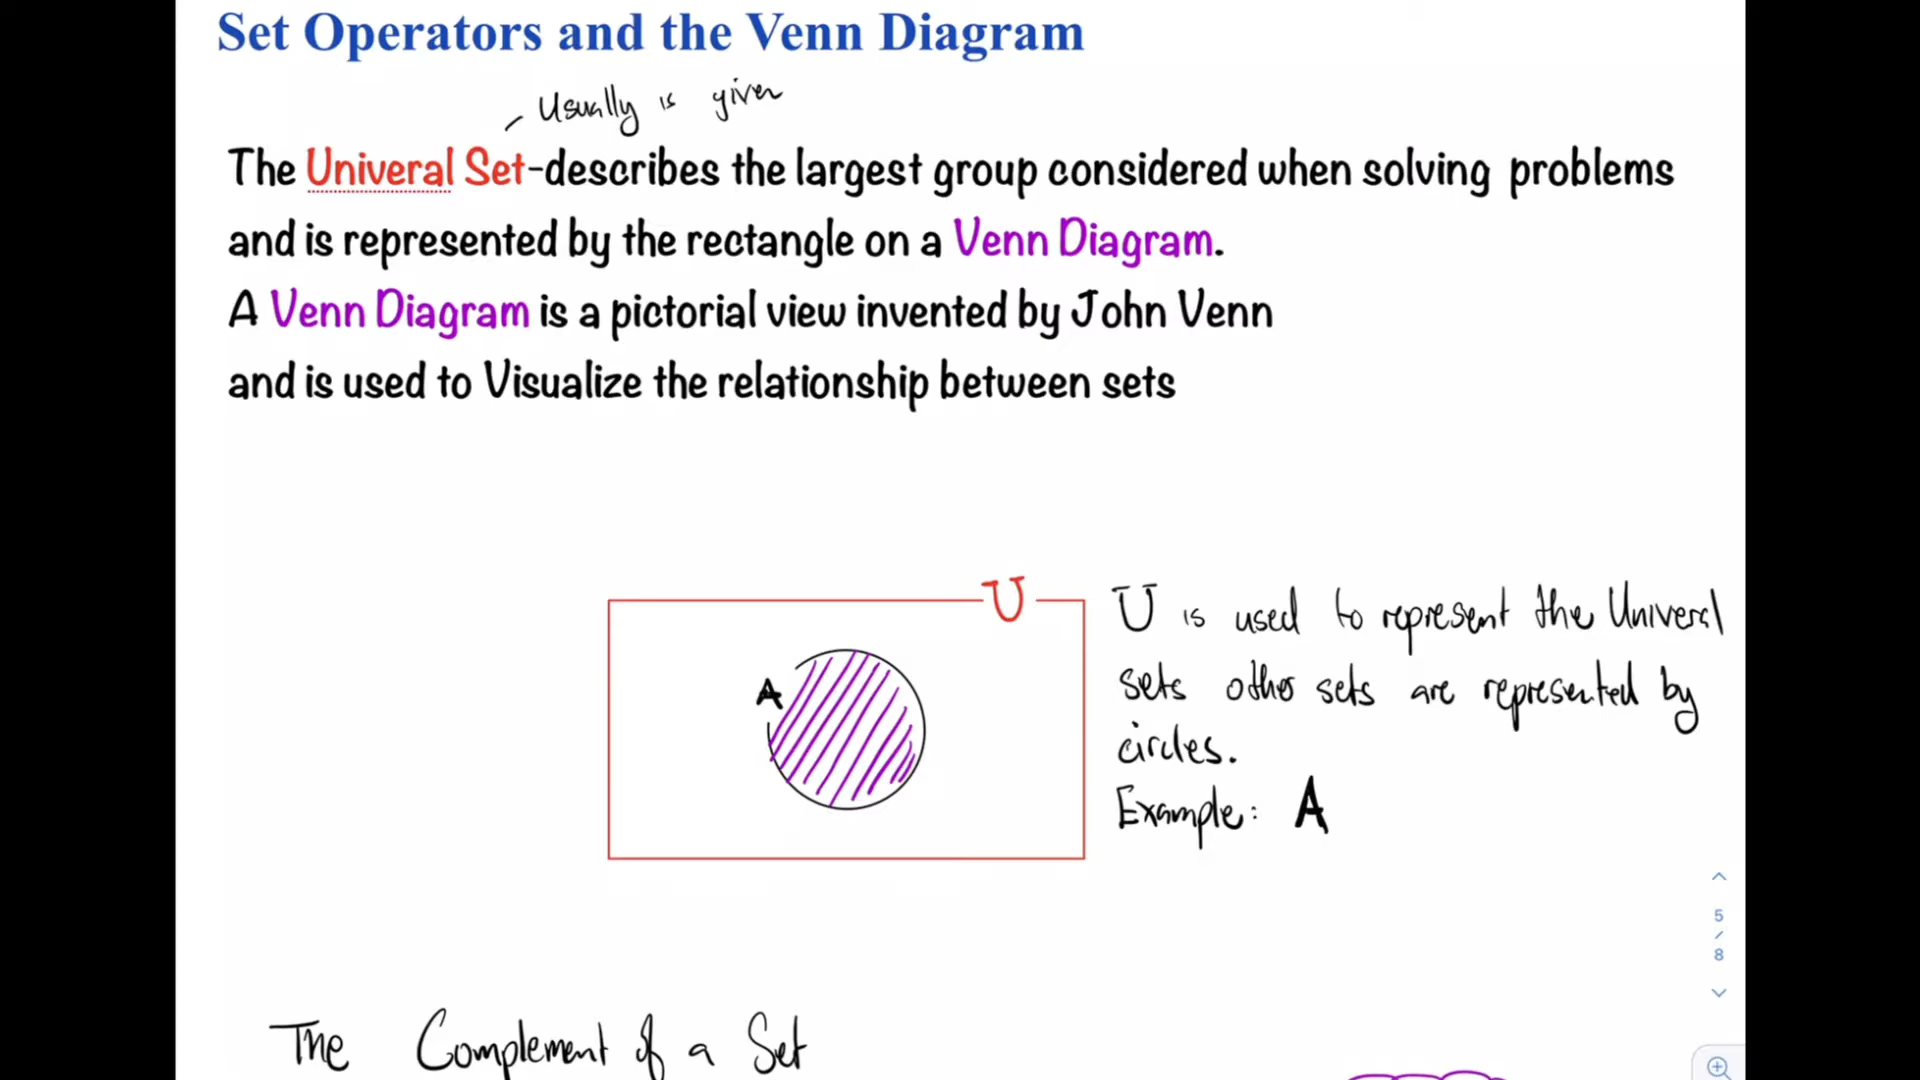 Set Operators and the Venn Diagram
- Usually is given
The Univeral Set-describes the largest group considered when solving problems
and is represented by the rectangle on a Venn Diagram.
A Venn Diagram is a pictorial view invented by John Venn
and is used to Visualize the relationship between sets
U
U is used to represent the Univeral
A
sets other sets are represented by
circles.
Example: A
5
/
8
The Complement of a Set